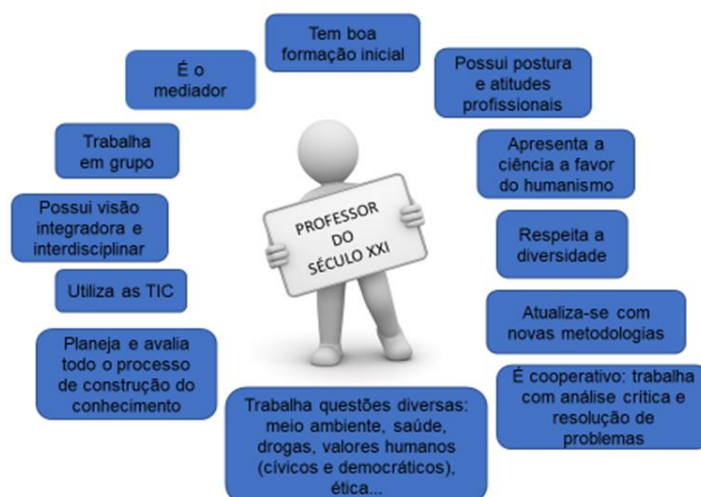 Tem boa
formação inicial
Possui postura
e atitudes
profissionais
Apresenta a
ciência a favor
do humanismo
Respeita a
diversidade
Atualiza-se com
novas metodologias
É cooperativo: trabalha
com análise crítica e
resolução de
problemas
Trabalha questões diversas:
meio ambiente, saúde,
drogas, valores humanos
(cívicos e democráticos),
ética...
Planeja e avalia
todo o processo
de construção do
conhecimento
Utiliza as TIC
Possui visão
integradora e
interdisciplinar
Trabalha
em grupo
É o
mediador
PROFESSOR
DO
SÉCULO XXI